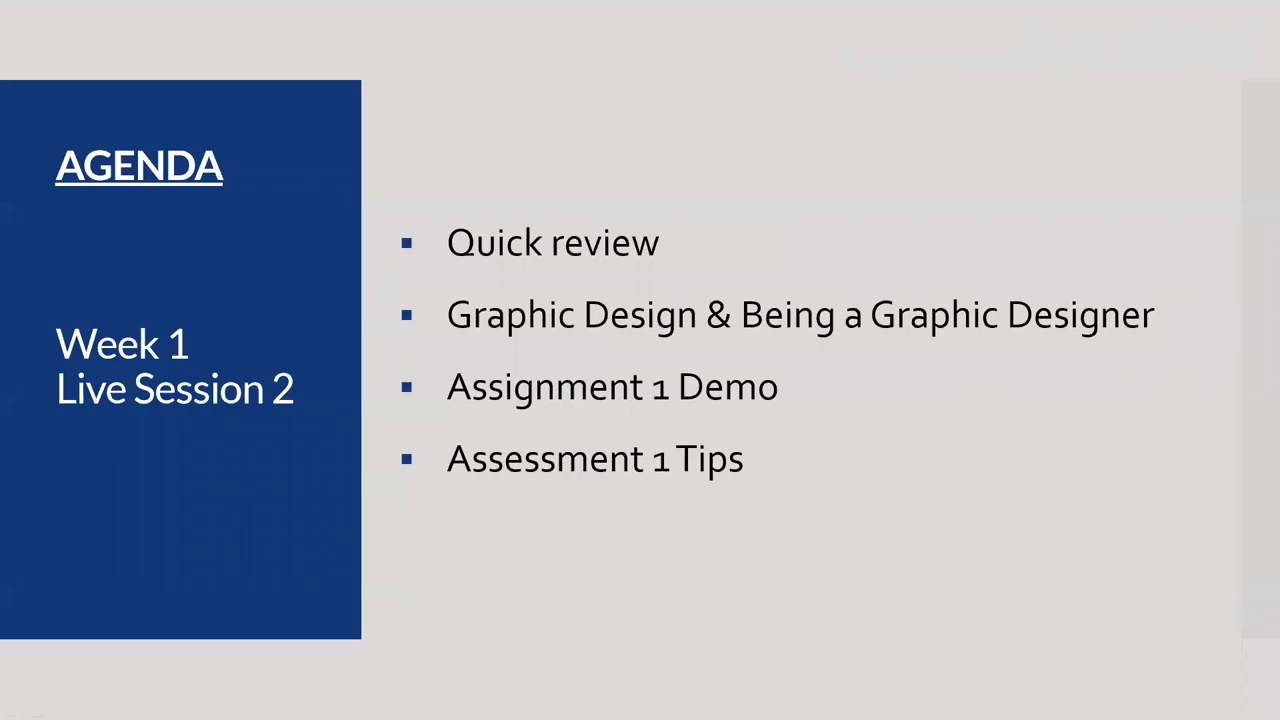 AGENDA
Week 1
Live Session 2
Quick review
Graphic Design & Being a Graphic Designer
Assignment 1 Demo
Assessment 1 Tips